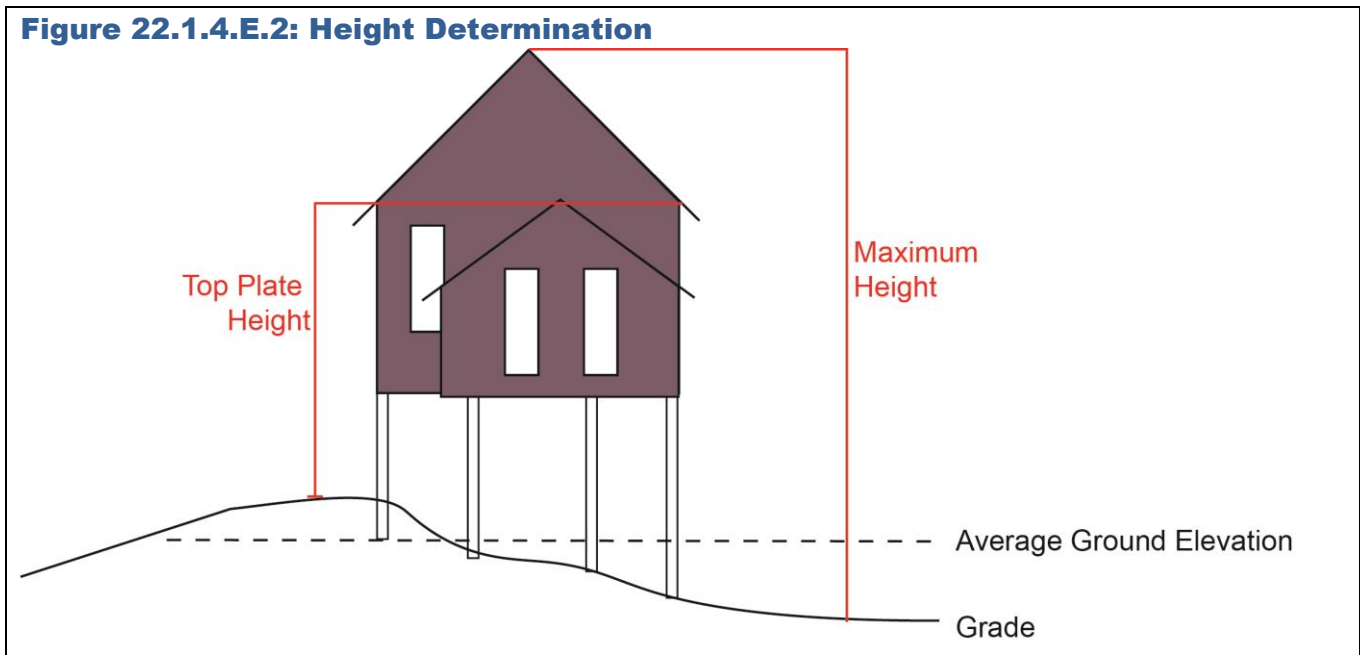 Figure 22.1.4.E.2: Height Determination
Top Plate
Height
Maximum
Height
Average Ground Elevation
Grade